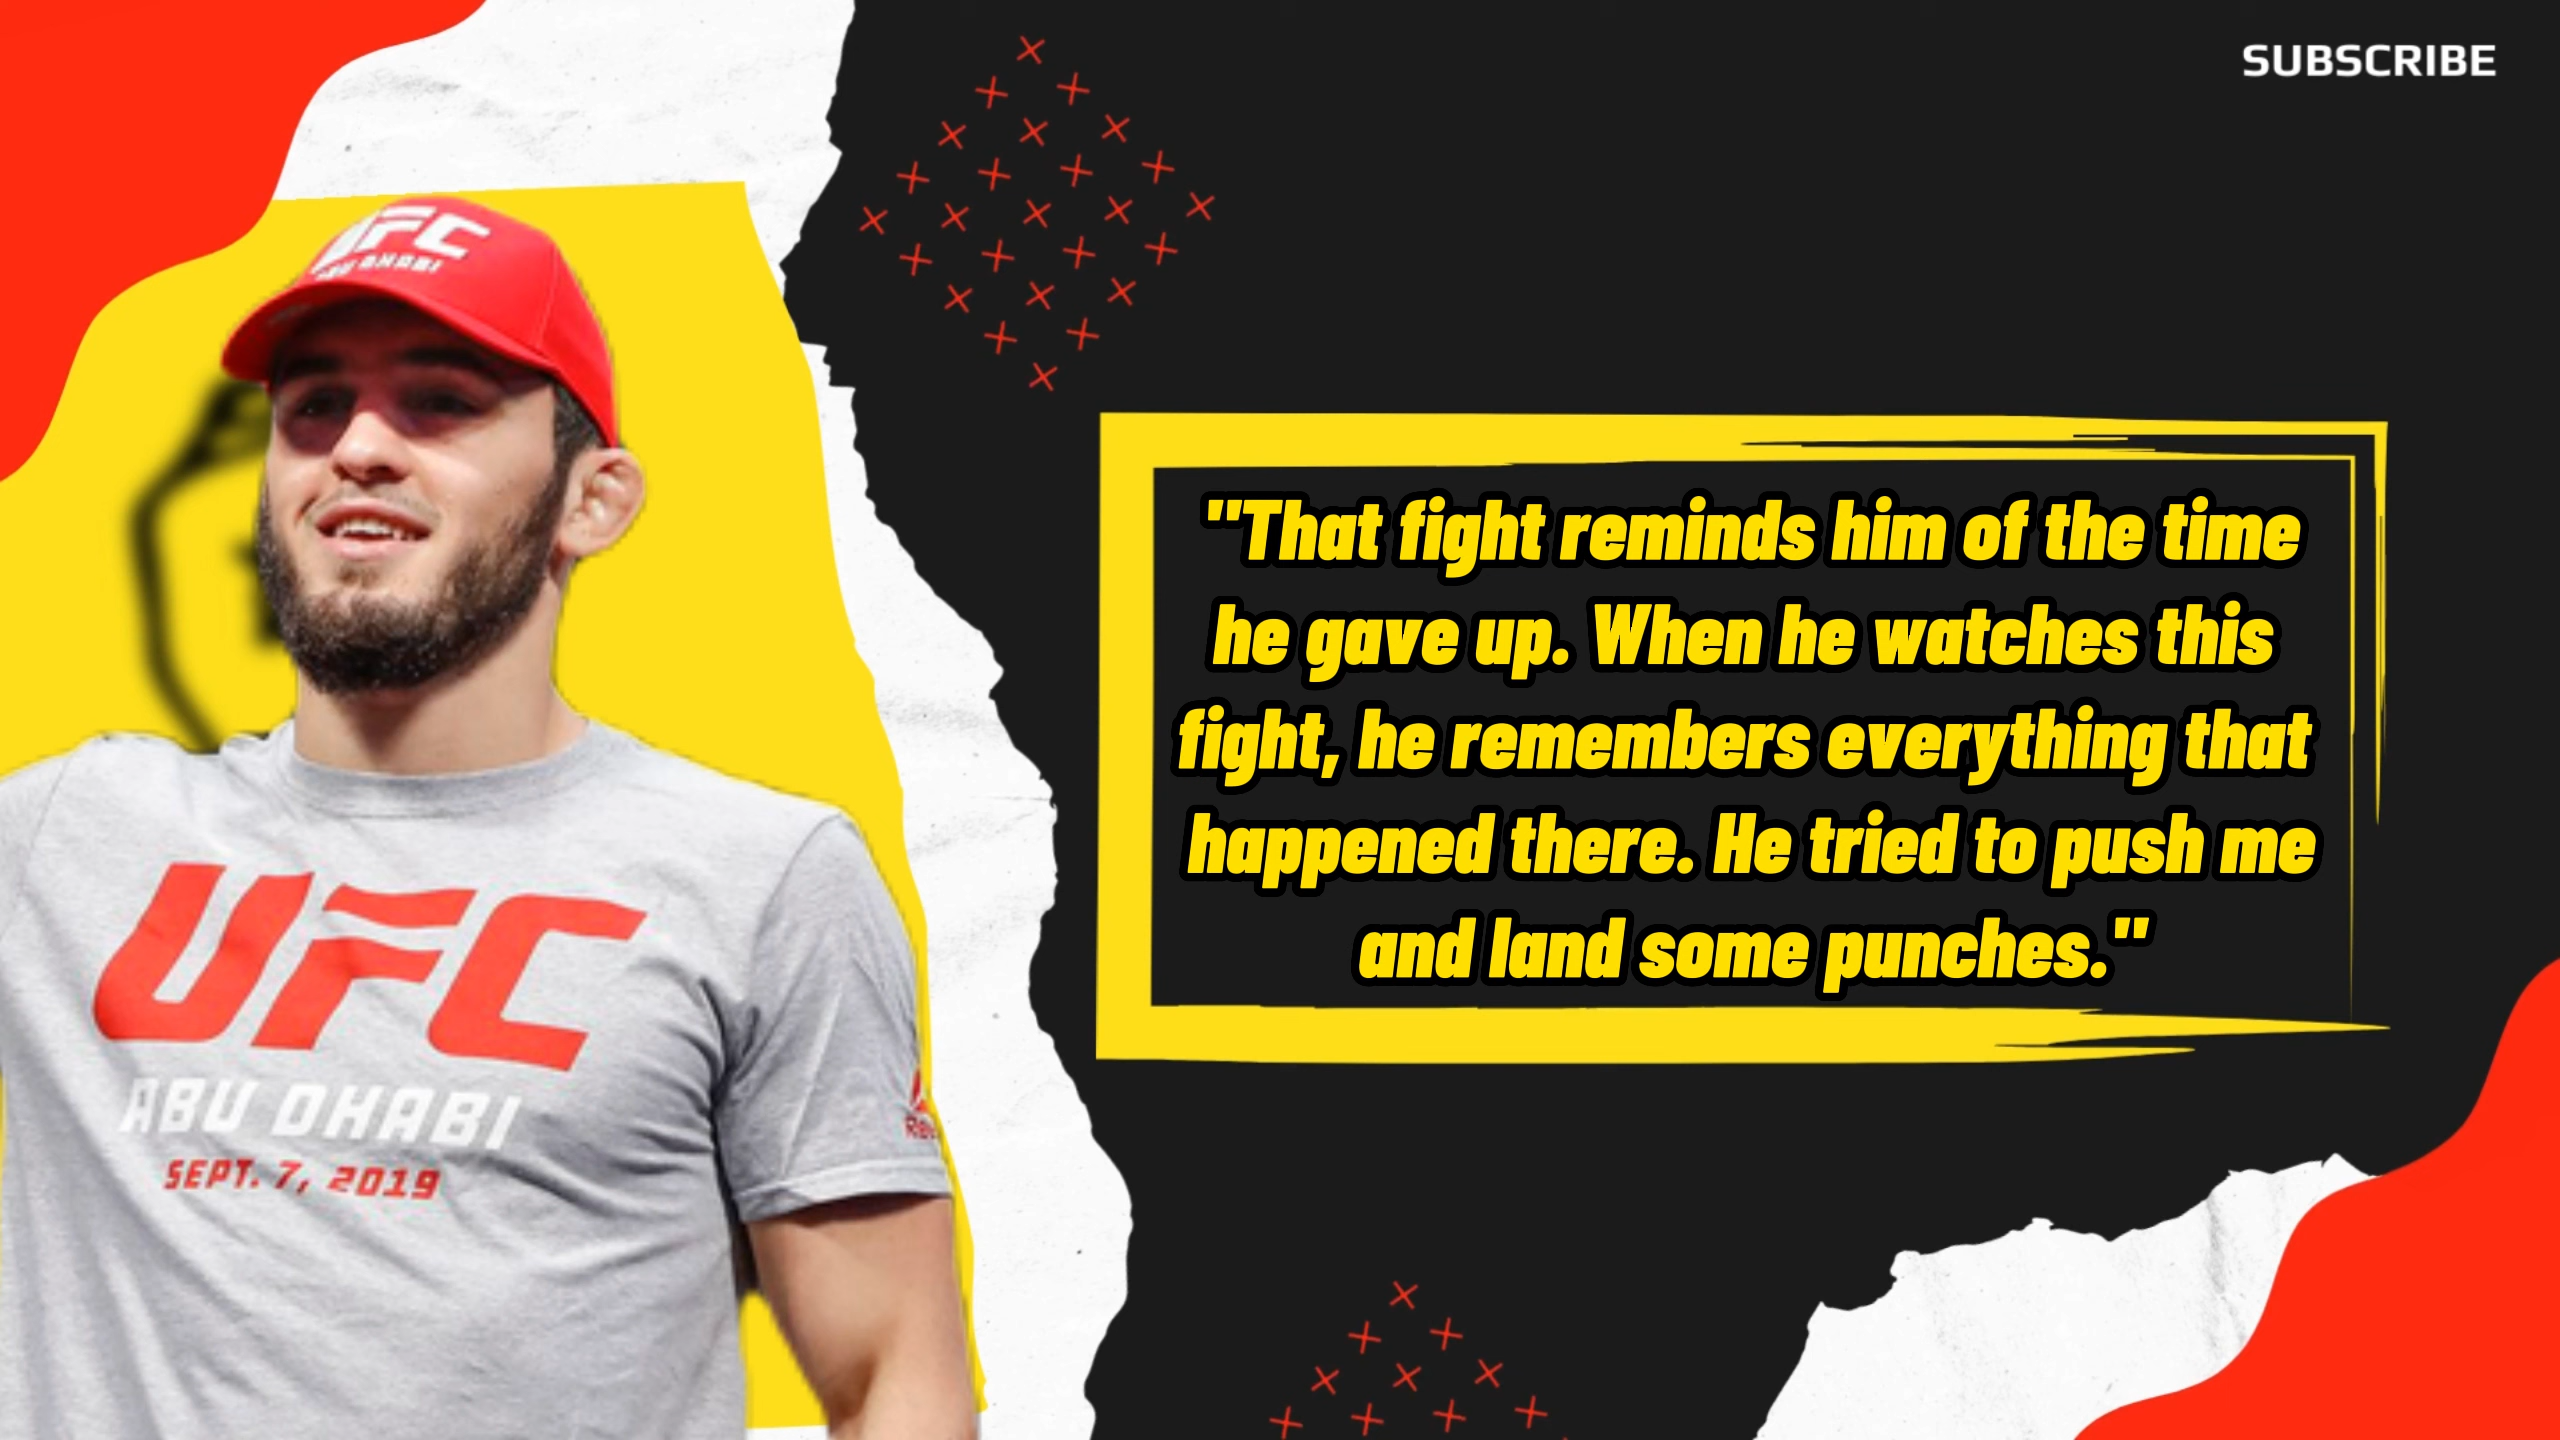 SUBSCRIBE
UFC
ABU DHABI
"That fight reminds him of the time
he gave up. When he watches this
fight, he remembers everything that
happened there. He tried to push me
and land some punches."
UFC
ABU DHABI
SEPT. 7, 2019